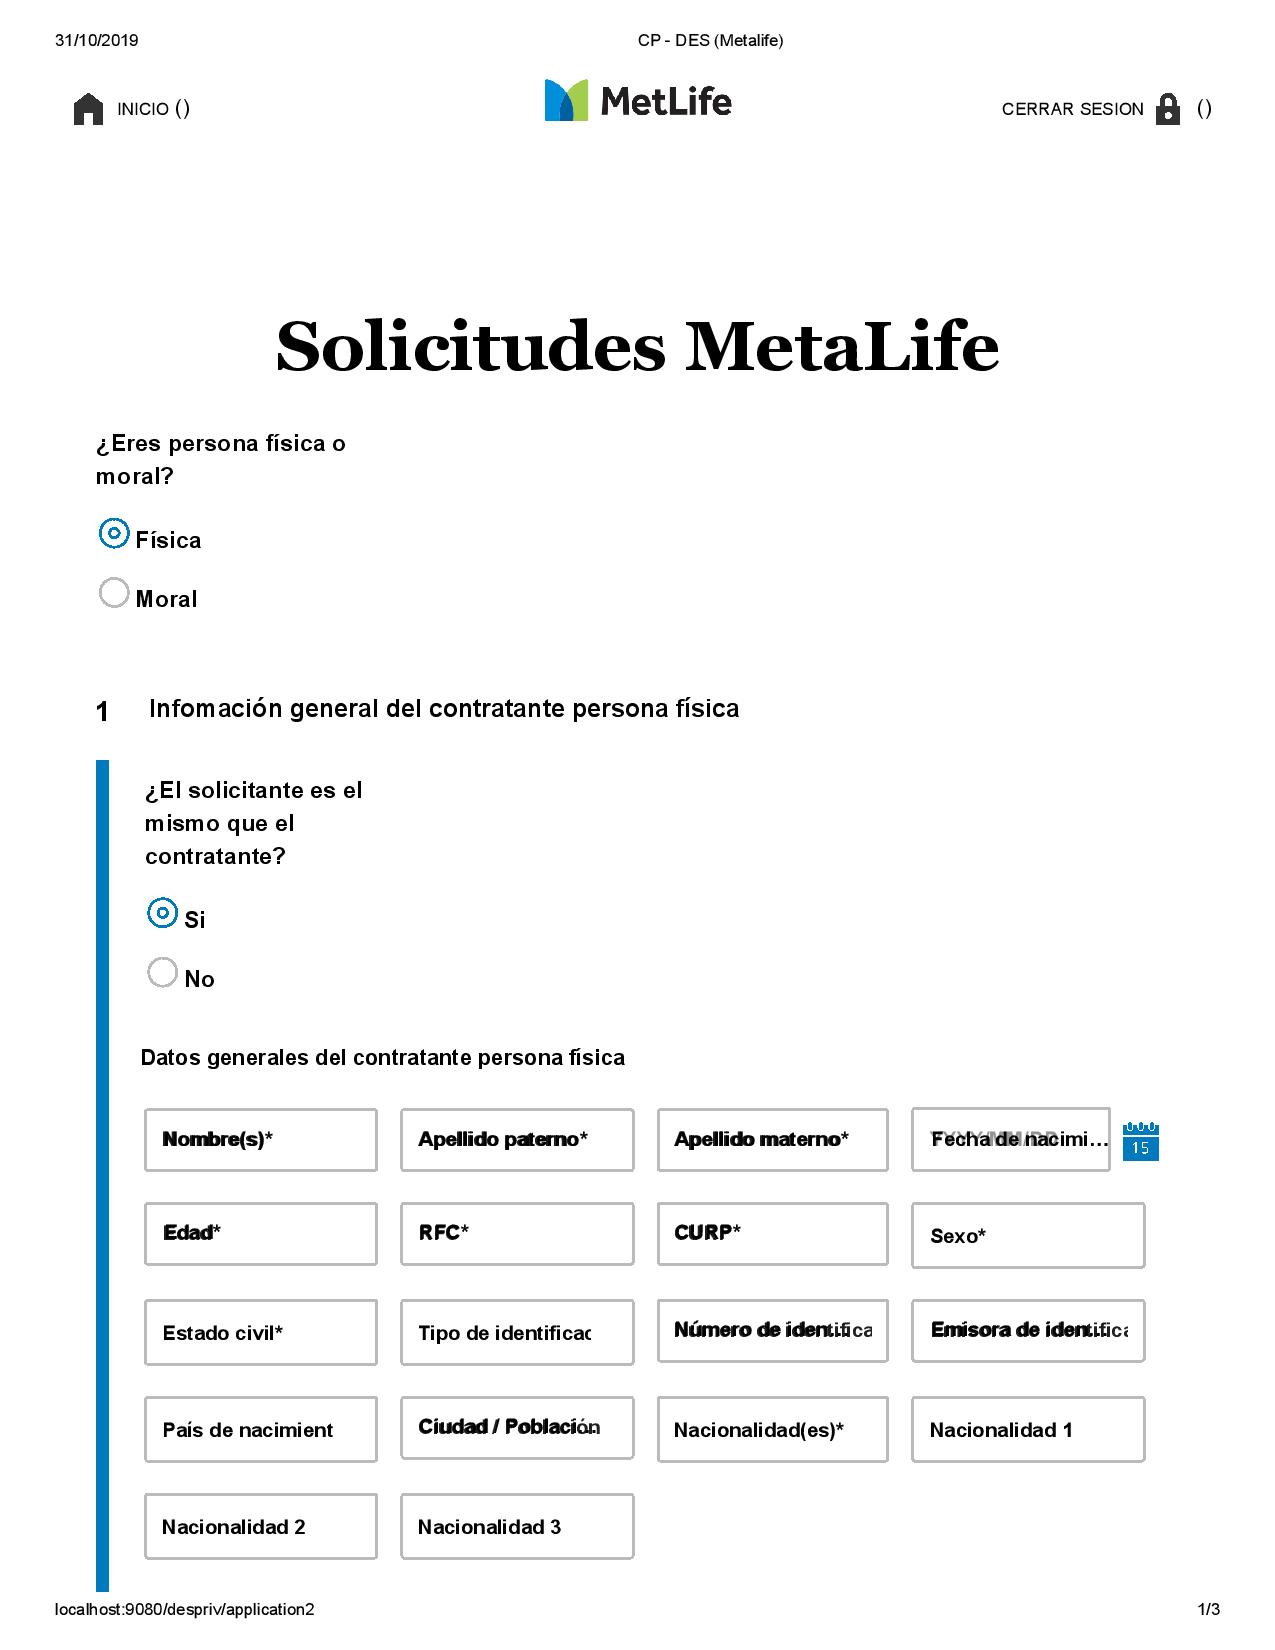 31/10/2019 CP - DES (Metalife)
INICIO () MetLife CERRAR SESION ()
Solicitudes MetaLife
¿Eres persona física o
moral?
Física
Moral
1 Infomación general del contratante persona física
¿El solicitante es el
mismo que el
contratante?
Si
No
Datos generales del contratante persona física
Nombre(s)* Apellido paterno* Apellido materno* Fecha de nacimi... 15
Edad* RFC* CURP* Sexo*
Estado civil* Tipo de identificac Número de identifica Emisora de identifica
País de nacimient Ciudad / Población Nacionalidad(es)* Nacionalidad 1
Nacionalidad 2 Nacionalidad 3
localhost:9080/despriv/application2 1/3